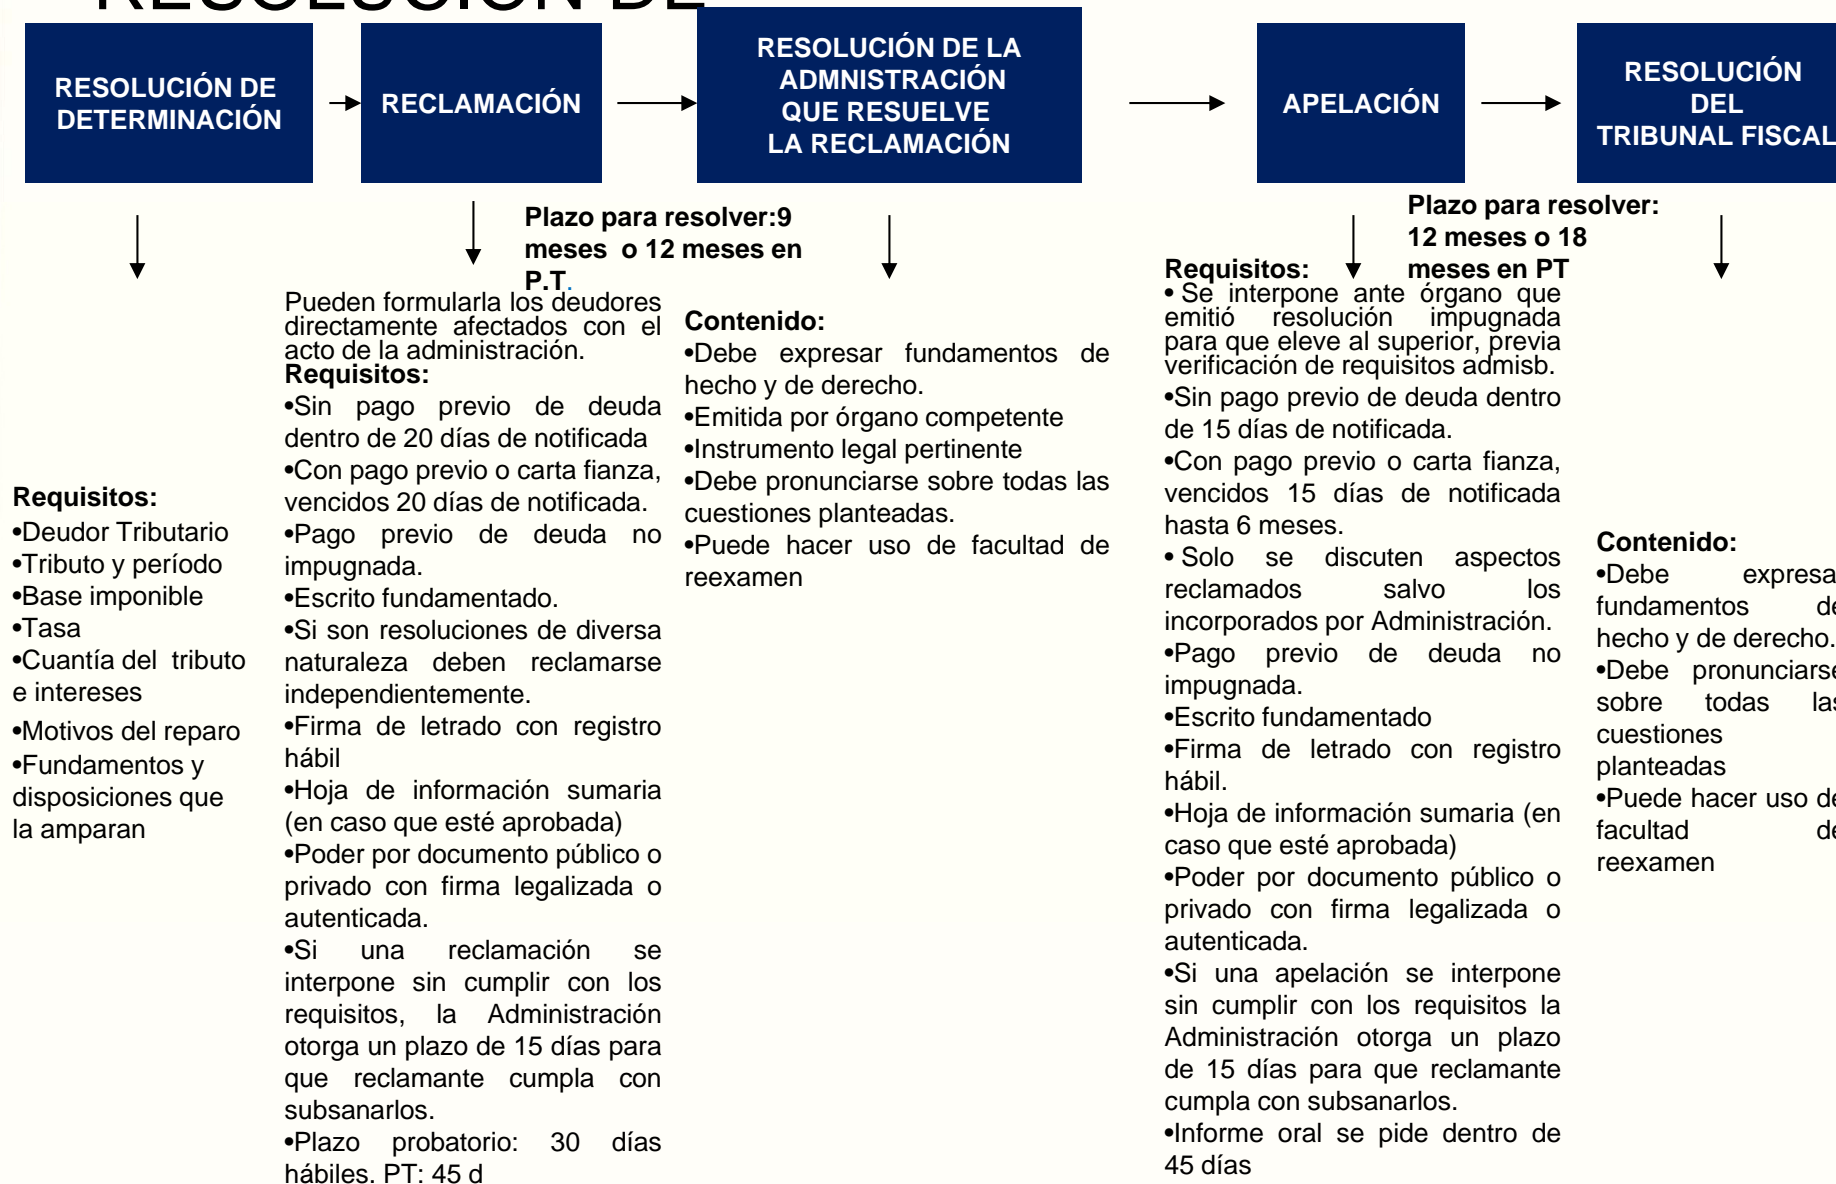 RESOLUCIÓN DE
RESOLUCIÓN DE
DETERMINACIÓN
RECLAMACIÓN
RESOLUCIÓN DE LA
ADMNISTRACIÓN
QUE RESUELVE
LA RECLAMACIÓN
APELACIÓN
RESOLUCIÓN
DEL
TRIBUNAL FISCAL
Requisitos:
•Deudor Tributario
•Tributo y período
•Base imponible
•Tasa
•Cuantía del tributo
e intereses
•Motivos del reparo
•Fundamentos y
disposiciones que
la amparan
Plazo para resolver:9
meses o 12 meses en
P.T.
Pueden formularla los deudores
directamente afectados con el
acto de la administración.
Requisitos:
•Sin pago previo de deuda
dentro de 20 días de notificada
•Con pago previo o carta fianza,
vencidos 20 días de notificada.
•Pago previo de deuda no
impugnada.
•Escrito fundamentado.
•Si son resoluciones de diversa
naturaleza deben reclamarse
independientemente.
•Firma de letrado con registro
hábil
•Hoja de información sumaria
(en caso que esté aprobada)
•Poder por documento público o
privado con firma legalizada o
autenticada.
•Si una reclamación se
interpone sin cumplir con los
requisitos, la Administración
otorga un plazo de 15 días para
que reclamante cumpla con
subsanarlos.
•Plazo probatorio: 30 días
hábiles. PT: 45 d
Contenido:
•Debe expresar fundamentos de
hecho y de derecho.
•Emitida por órgano competente
•Instrumento legal pertinente
•Debe pronunciarse sobre todas las
cuestiones planteadas.
•Puede hacer uso de facultad de
reexamen
Plazo para resolver:
12 meses o 18
meses en PT
Requisitos:
• Se interpone ante órgano que
emitió resolución impugnada
para que eleve al superior, previa
verificación de requisitos admisb.
•Sin pago previo de deuda dentro
de 15 días de notificada.
•Con pago previo o carta fianza,
vencidos 15 días de notificada
hasta 6 meses.
• Solo se discuten aspectos
reclamados salvo los
incorporados por Administración.
•Pago previo de deuda no
impugnada.
•Escrito fundamentado
•Firma de letrado con registro
hábil.
•Hoja de información sumaria (en
caso que esté aprobada)
•Poder por documento público o
privado con firma legalizada o
autenticada.
•Si una apelación se interpone
sin cumplir con los requisitos la
Administración otorga un plazo
de 15 días para que reclamante
cumpla con subsanarlos.
•Informe oral se pide dentro de
45 días
Contenido:
•Debe expresa
fundamentos de
hecho y de derecho.
•Debe pronunciarse
sobre todas las
cuestiones
planteadas
•Puede hacer uso de
facultad de
reexamen